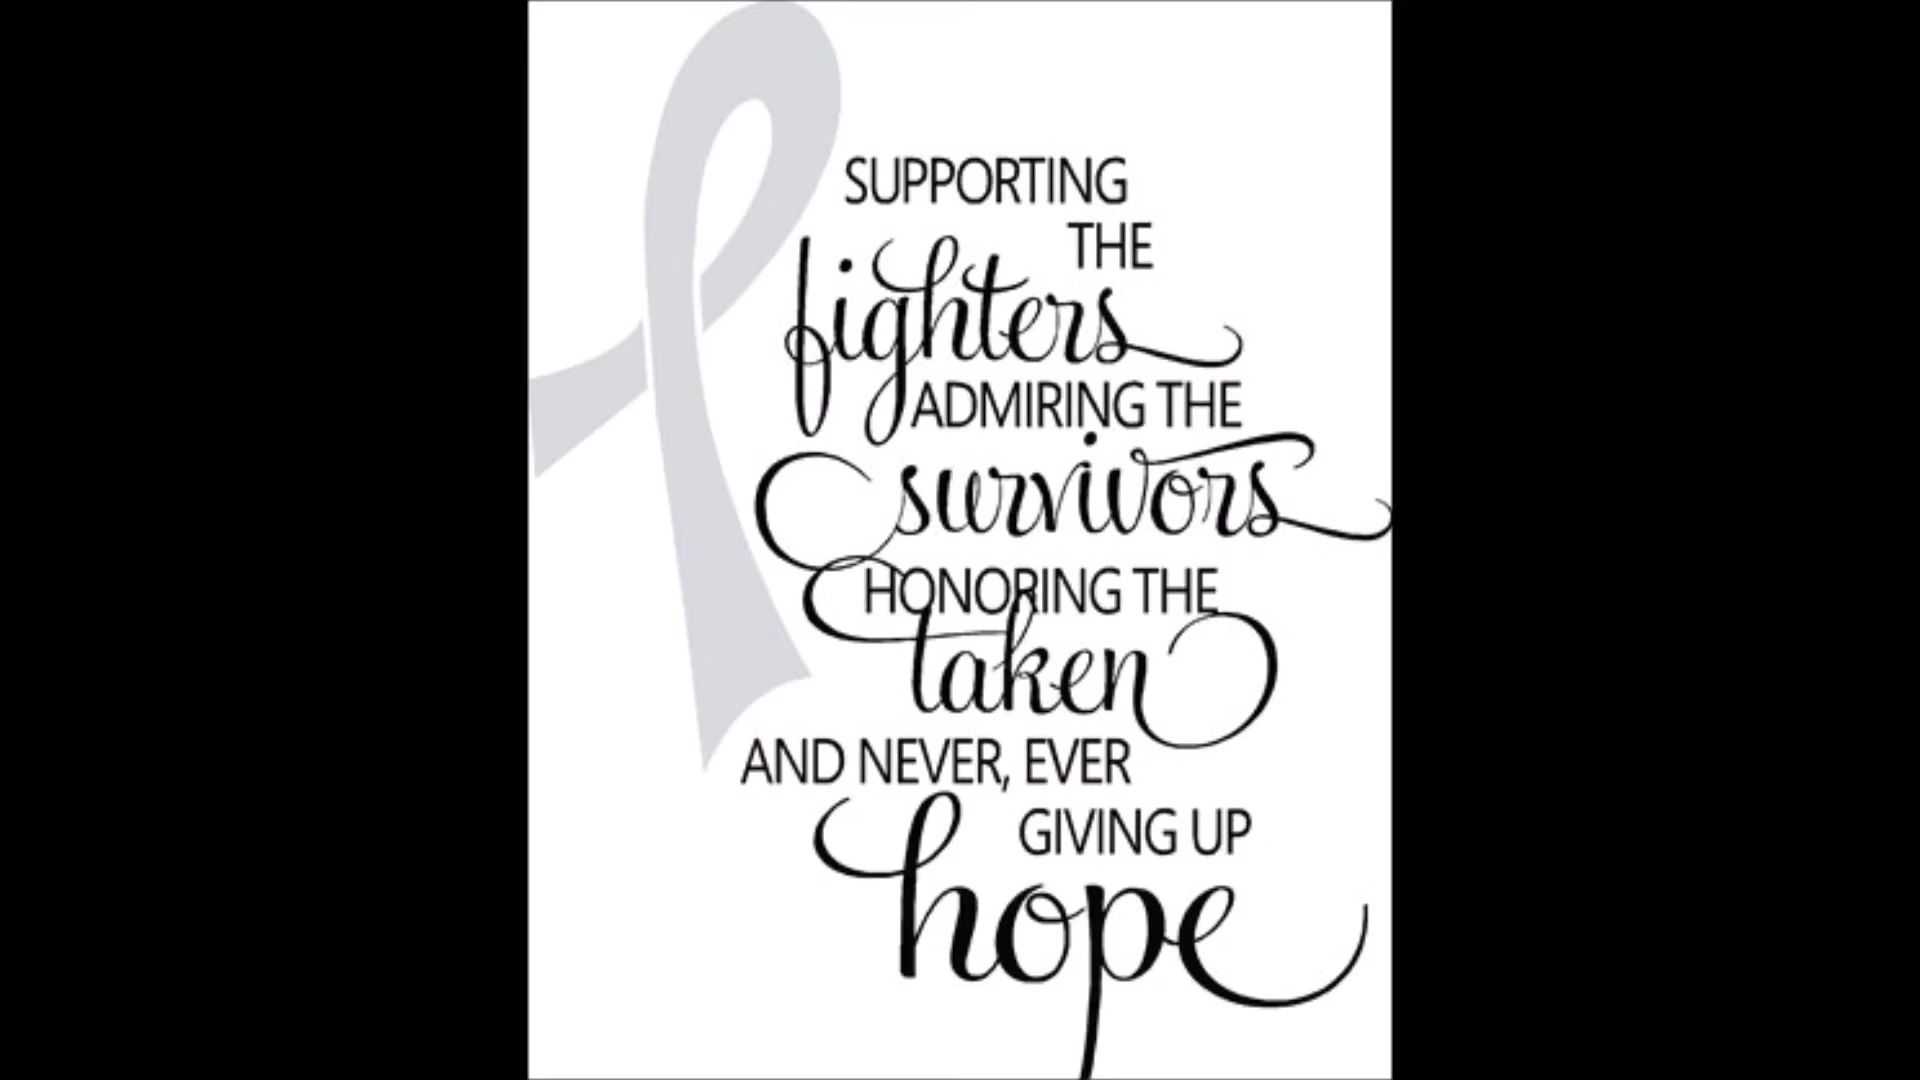 SUPPORTING
THE
fighters
ADMIRING THE
survivors
HONORING THE
taken
AND NEVER, EVER
GIVING UP
hope